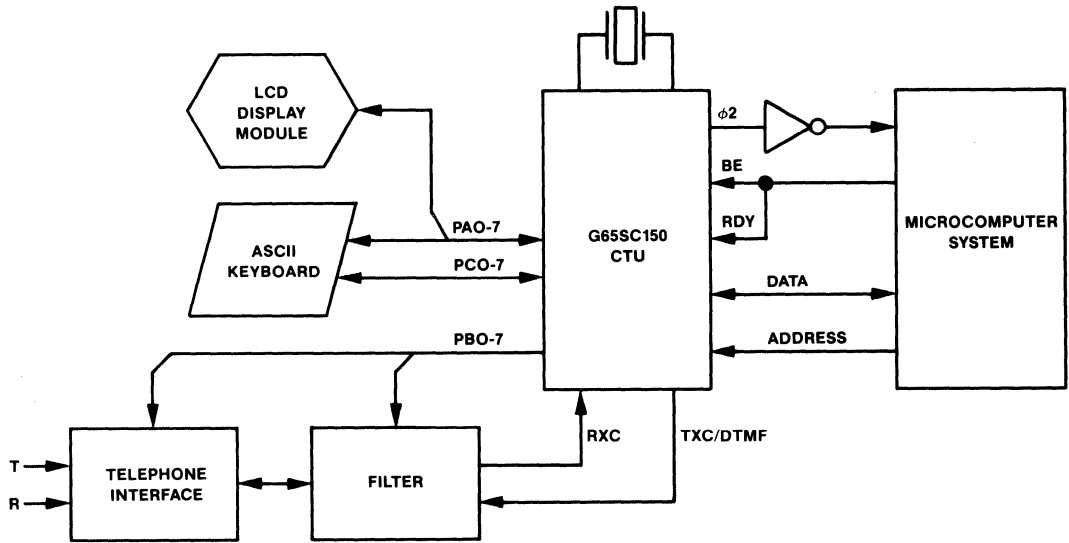 LCD
DISPLAY
MODULE
ϕ2
BE
RDY
G65SC150
CTU
MICROCOMPUTER
SYSTEM
ASCII
KEYBOARD
PAO-7
PCO-7
DATA
PBO-7
ADDRESS
RXC
TXC/DTMF
T
R
TELEPHONE
INTERFACE
FILTER